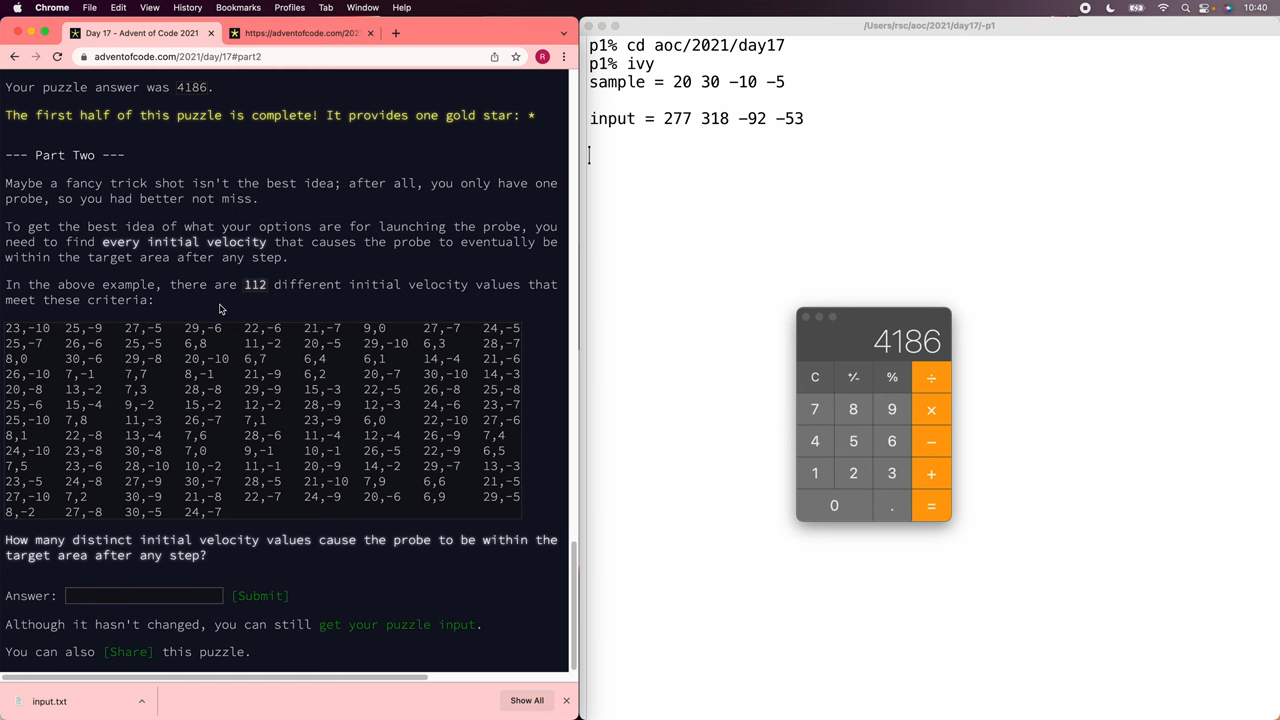 Chrome File Edit View History Bookmarks Profiles Tab Window Help 10:40
Day 17 - Advent of Code 2021 × https://adventofcode.com/202 × +
adventofcode.com/2021/day/17#part2 R
/Users/rsc/aoc/2021/day17/-p1
Your puzzle answer was 4186.
The first half of this puzzle is complete! It provides one gold star: *
--- Part Two ---
Maybe a fancy trick shot isn't the best idea; after all, you only have one
probe, so you had better not miss.
To get the best idea of what your options are for launching the probe, you
need to find every initial velocity that causes the probe to eventually be
within the target area after any step.
In the above example, there are 112 different initial velocity values that
meet these criteria:
23,-10 25,-9 27,-5 29,-6 22,-6 21,-7 9,0 27,-7 24,-5
25,-7 26,-6 25,-5 6,8 11,-2 20,-5 29,-10 6,3 28,-7
8,0 30,-6 29,-8 20,-10 6,7 6,4 6,1 14,-4 21,-6
26,-10 7,-1 7,7 8,-1 21,-9 6,2 20,-7 30,-10 14,-3
20,-8 13,-2 7,3 28,-8 29,-9 15,-3 22,-5 26,-8 25,-8
25,-6 15,-4 9,-2 15,-2 12,-2 28,-9 12,-3 24,-6 23,-7
25,-10 7,8 11,-3 26,-7 7,1 23,-9 6,0 22,-10 27,-6
8,1 22,-8 13,-4 7,6 28,-6 11,-4 12,-4 26,-9 7,4
24,-10 23,-8 30,-8 7,0 9,-1 10,-1 26,-5 22,-9 6,5
7,5 23,-6 28,-10 10,-2 11,-1 20,-9 14,-2 29,-7 13,-3
23,-5 24,-8 27,-9 30,-7 28,-5 21,-10 7,9 6,6 21,-5
27,-10 7,2 30,-9 21,-8 22,-7 24,-9 20,-6 6,9 29,-5
8,-2 27,-8 30,-5 24,-7
How many distinct initial velocity values cause the probe to be within the
target area after any step?
Answer: [Submit]
Although it hasn't changed, you can still get your puzzle input.
You can also [Share] this puzzle.
input.txt Show All
p1% cd aoc/2021/day17
p1% ivy
sample = 20 30 -10 -5
input = 277 318 -92 -53
4186
C +/- % ÷
7 8 9 ×
4 5 6 −
1 2 3 +
0 . =